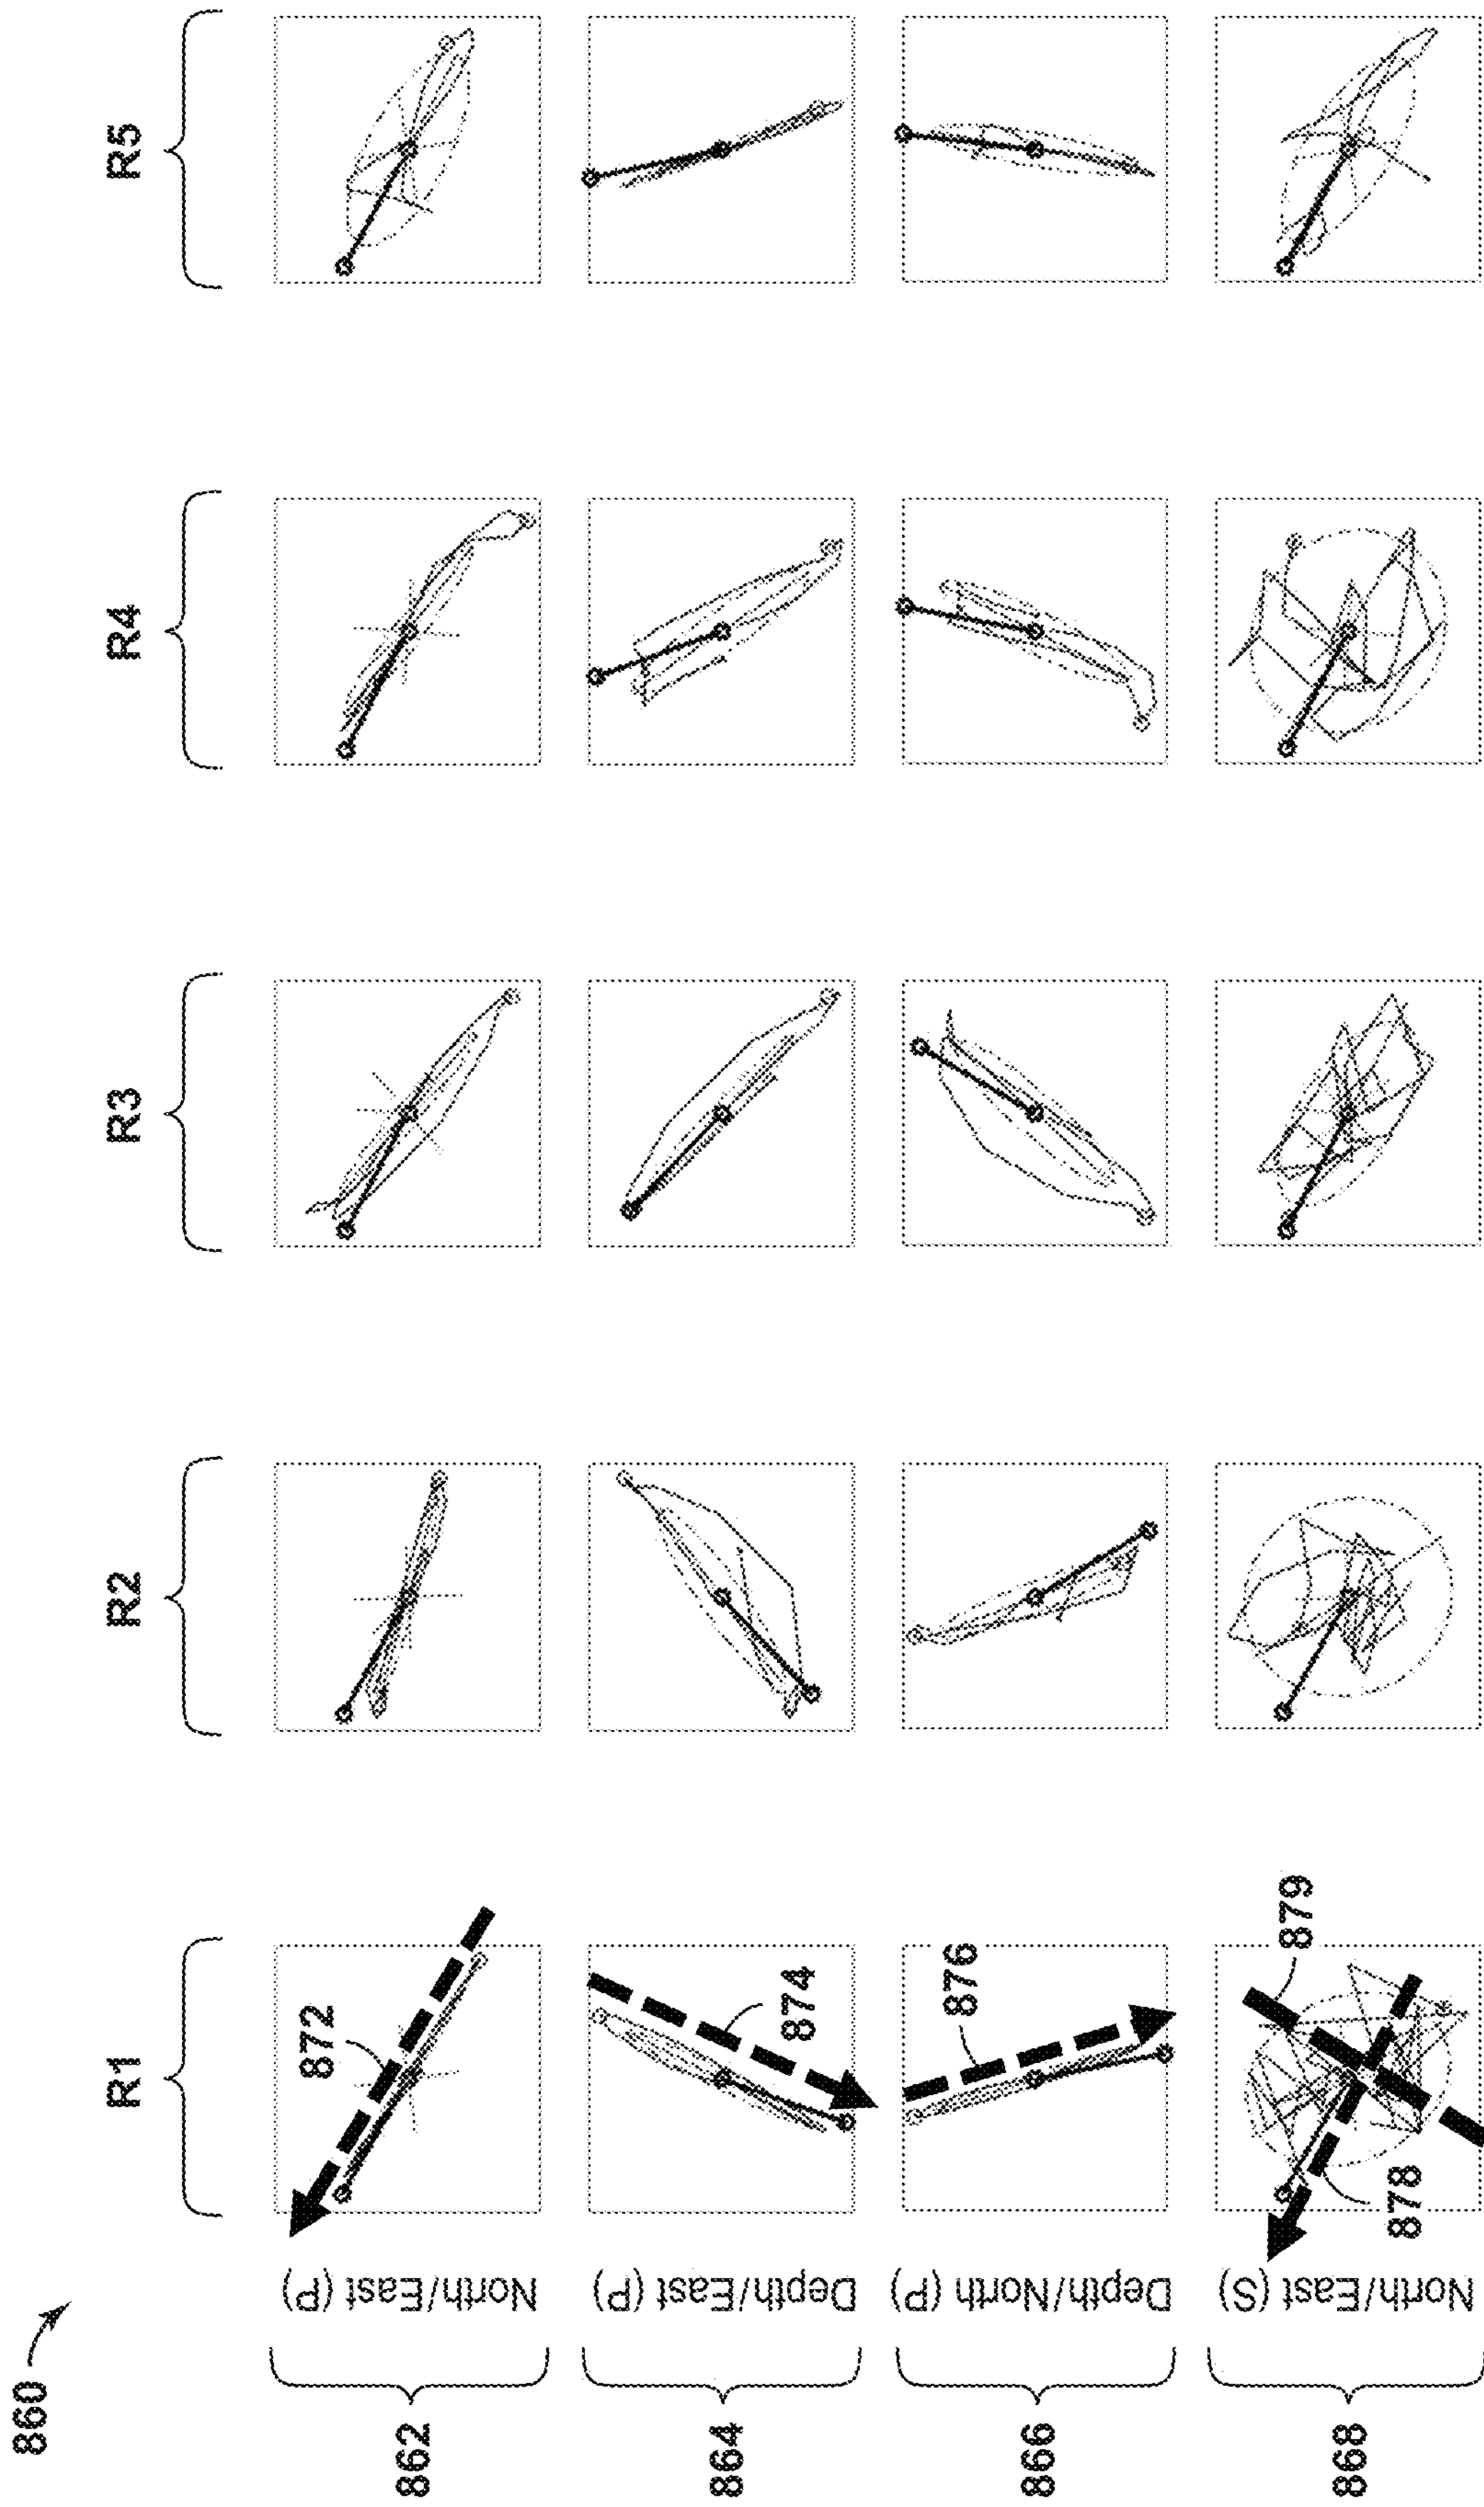 860
R1 R2 R3 R4 R5
862
North/East (P)
872
864
Depth/East (P)
874
866
Depth/North (P)
876
868
North/East (S)
878
879